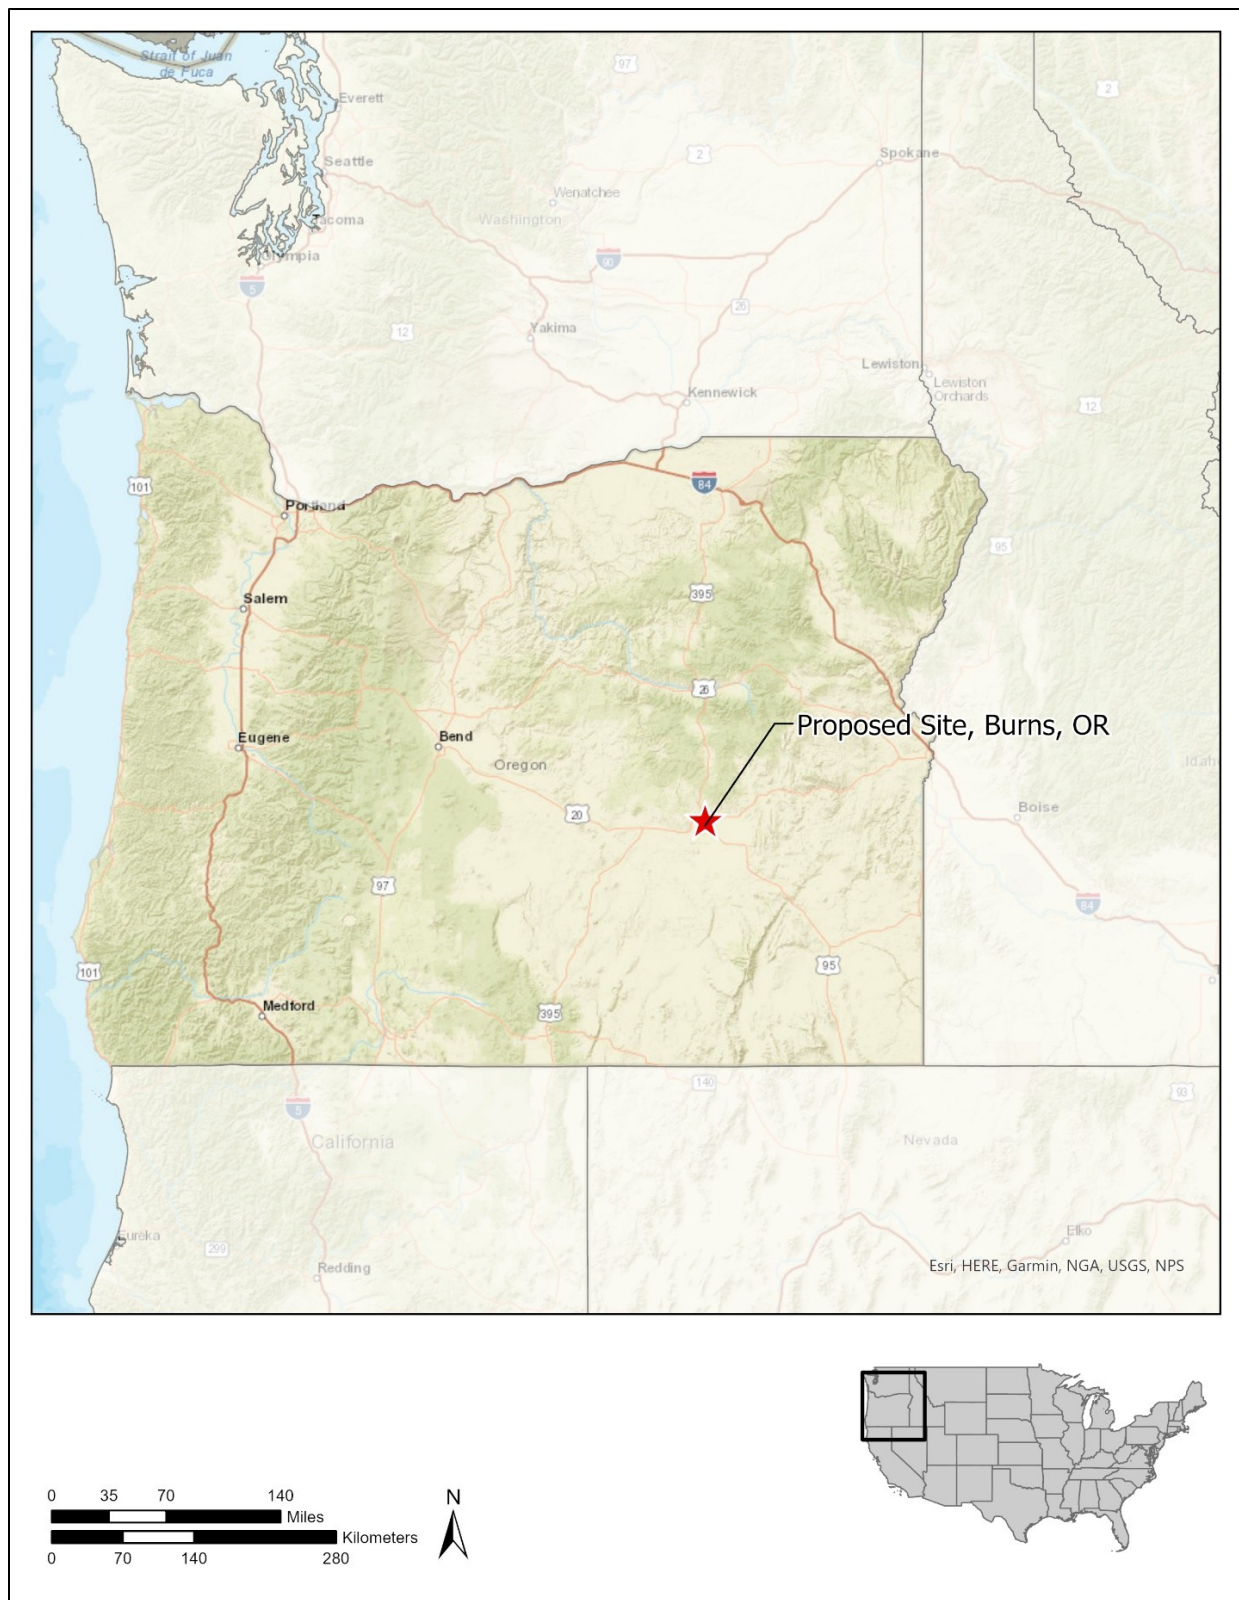 Strait of Juan
de Fuca
97
2
Everett
Seattle
2
Spokane
Wenatchee
Washington
Tacoma
Olympia
90
5
26
12
Yakima
Lewiston
Lewiston
Orchards
Kennewick
12
101
84
Portland
95
395
Salem
26
Proposed Site, Burns, OR
Eugene
Bend
Oregon
Idaho
20
Boise
97
84
101
95
Medford
395
140
93
5
California
Nevada
Eureka
299
Elko
Redding
Esri, HERE, Garmin, NGA, USGS, NPS
0 35 70 140
Miles
Kilometers
0 70 140 280
N